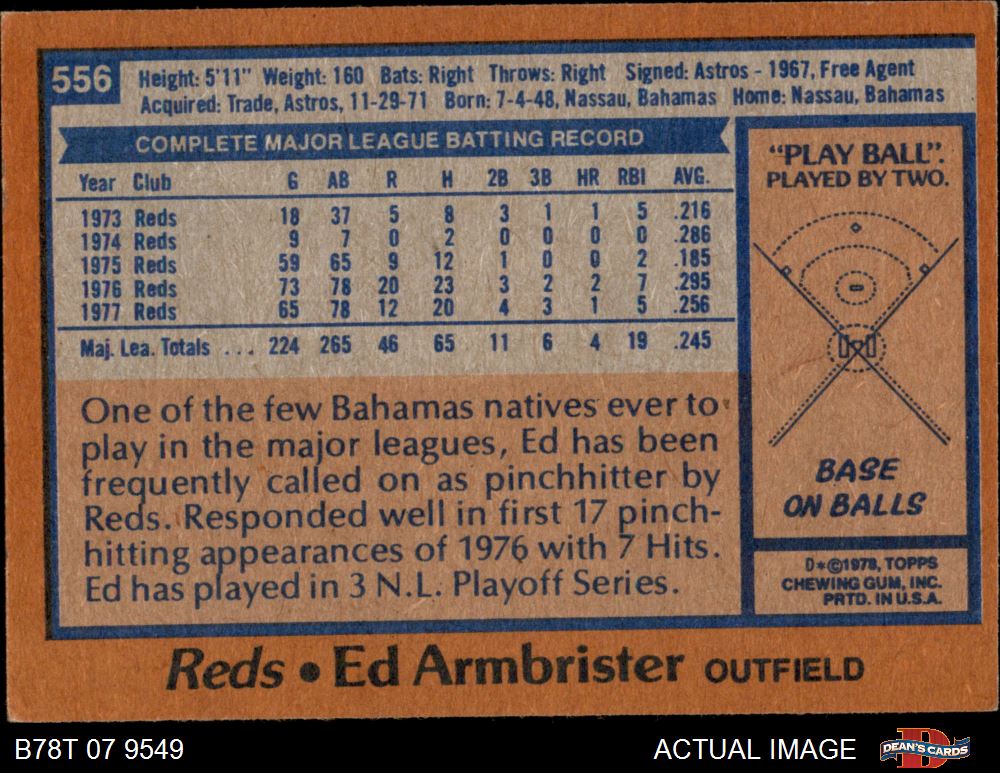 556
Height: 5'11" Weight: 160 Bats: Right Throws: Right Signed: Astros - 1967, Free Agent
Acquired: Trade, Astros, 11-29-71 Born: 7-4-48, Nassau, Bahamas Home: Nassau, Bahamas
COMPLETE MAJOR LEAGUE BATTING RECORD
Year Club G AB R H 2B 3B HR RBI AVG.
1973 Reds 18 37 5 8 3 1 1 5 .216
1974 Reds 9 7 0 2 0 0 0 0 .286
1975 Reds 59 65 9 12 1 0 0 2 .185
1976 Reds 73 78 20 23 3 2 2 7 .295
1977 Reds 65 78 12 20 4 3 1 5 .256
Maj. Lea. Totals ... 224 265 46 65 11 6 4 19 .245
One of the few Bahamas natives ever to
play in the major leagues, Ed has been
frequently called on as pinchhitter by
Reds. Responded well in first 17 pinch-
hitting appearances of 1976 with 7 Hits.
Ed has played in 3 N.L. Playoff Series.
"PLAY BALL".
PLAYED BY TWO.
BASE
ON BALLS
D*©1978, TOPPS
CHEWING GUM, INC.
PRTD. IN U.S.A.
Reds • Ed Armbrister OUTFIELD
B78T 07 9549
ACTUAL IMAGE
DEAN'S CARDS